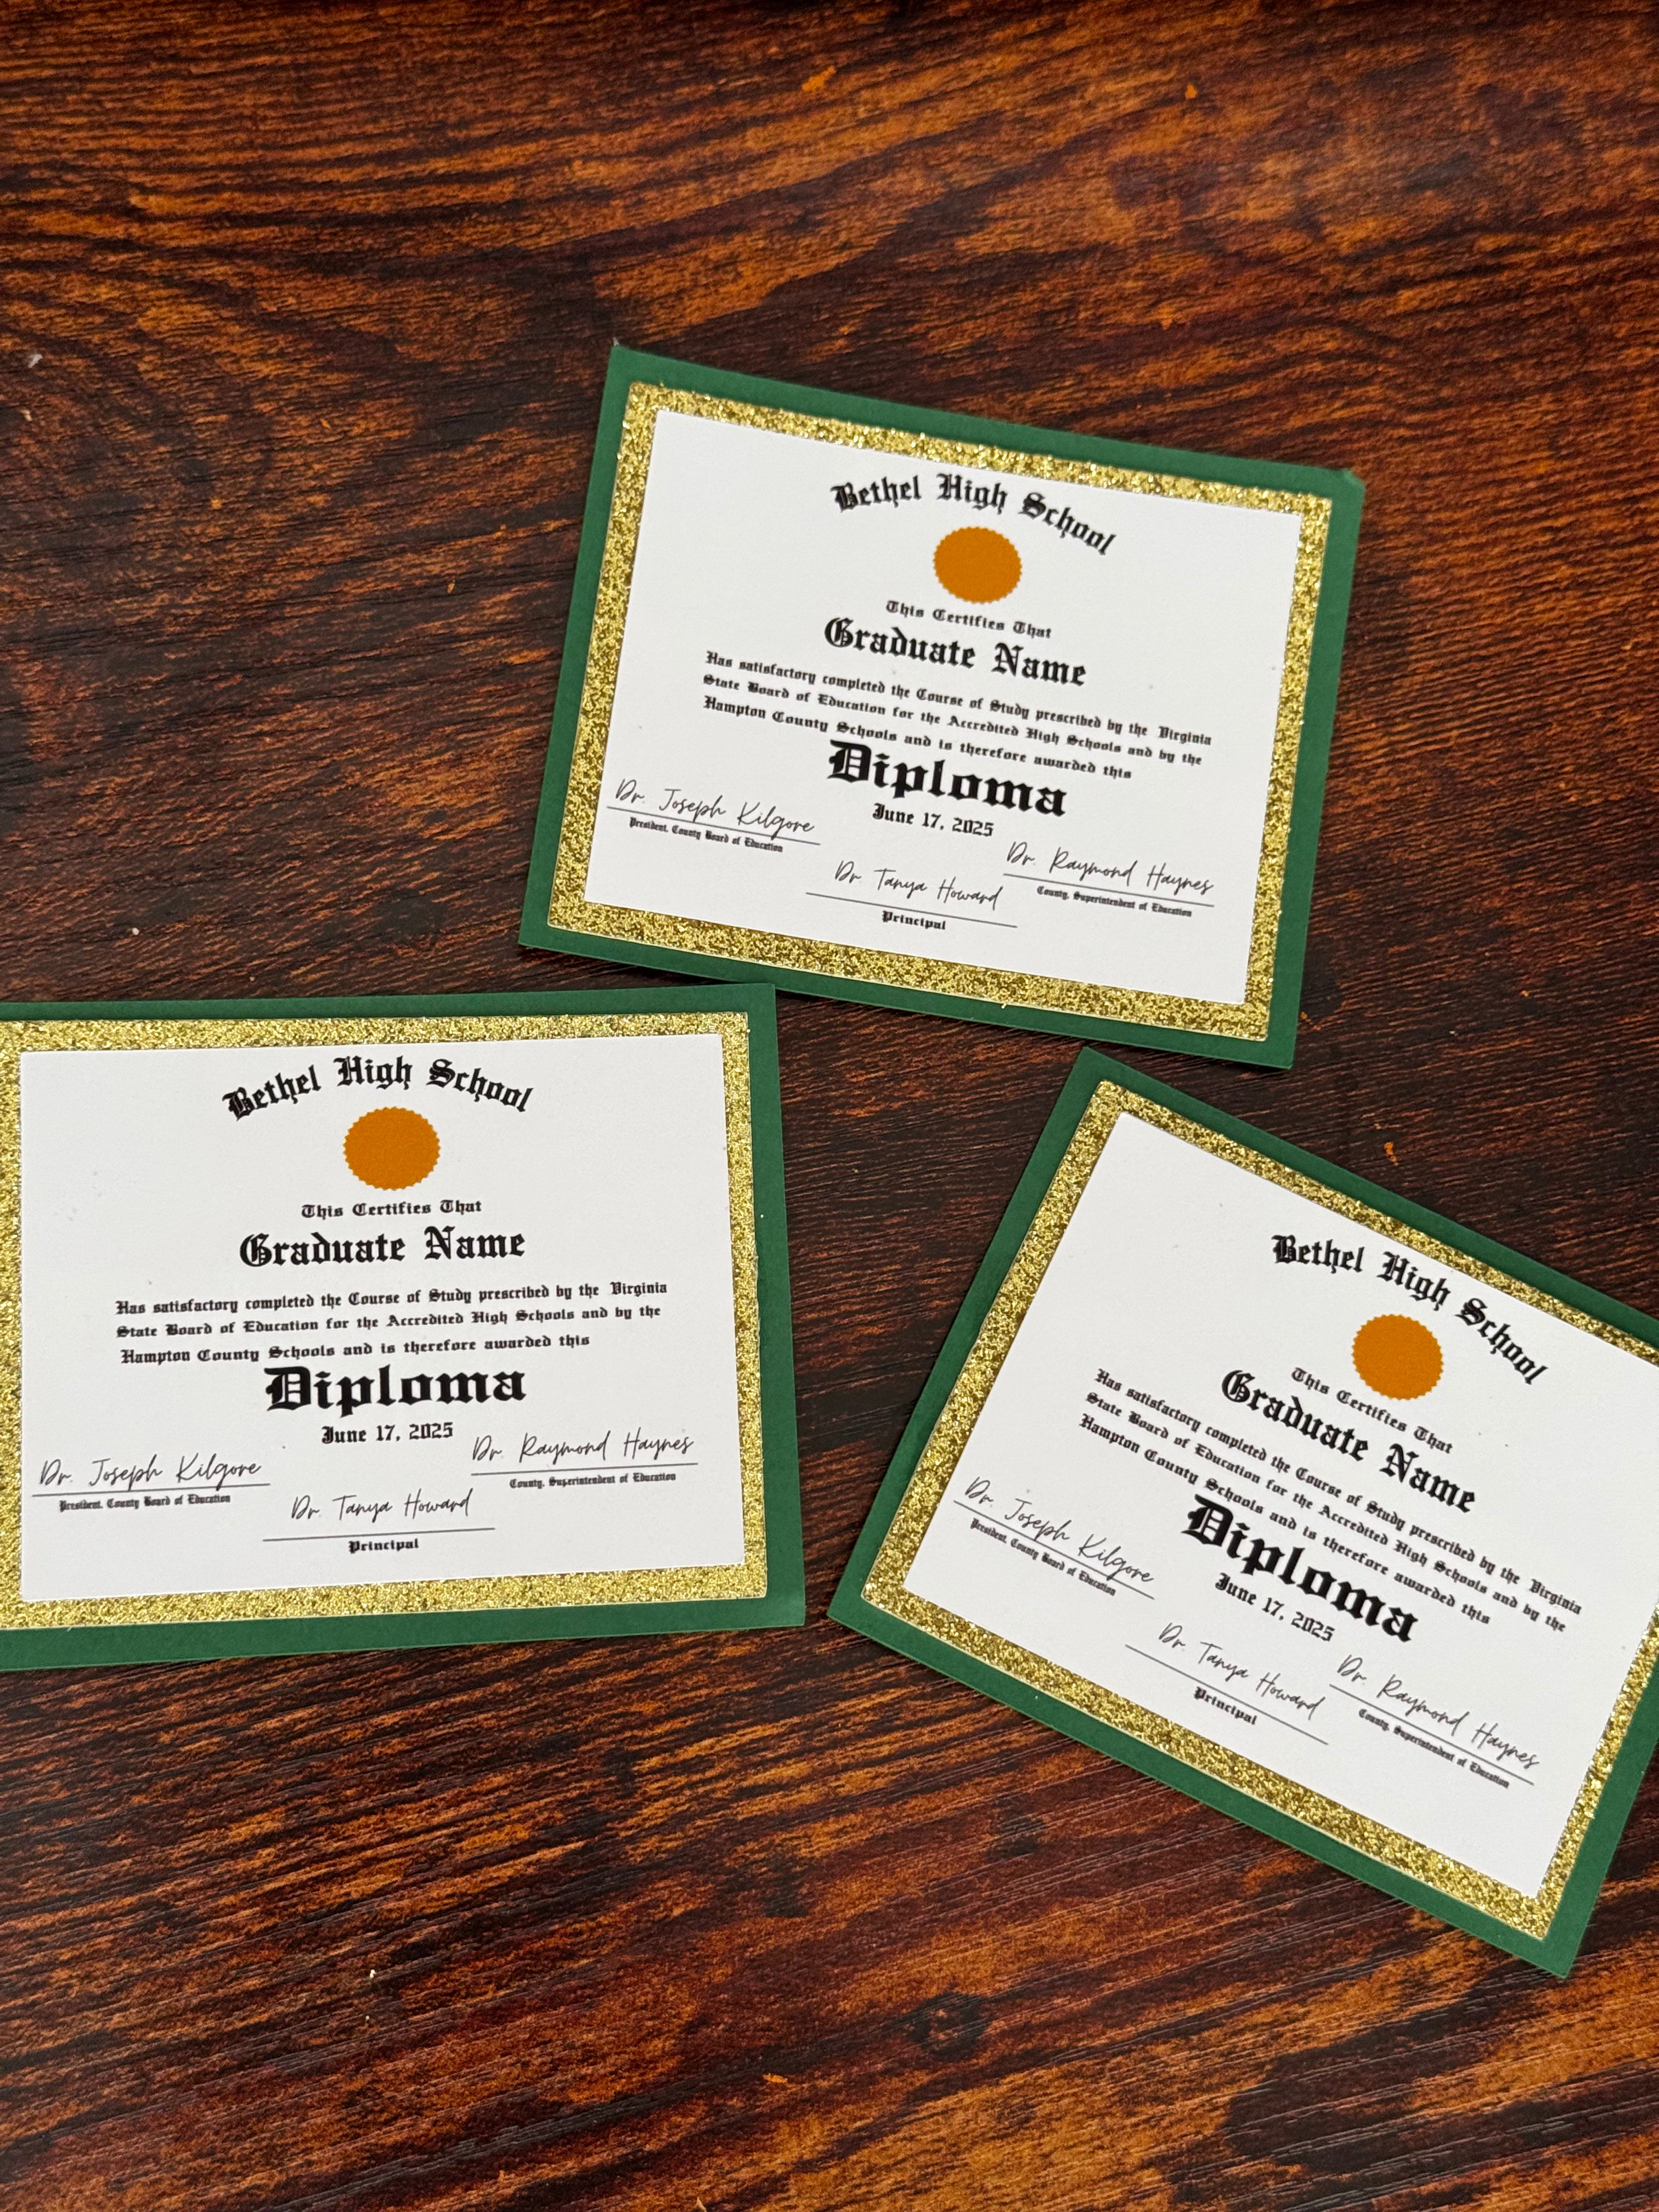 Bethel High School
This Certifies That
Graduate Name
Has satisfactory completed the Course of Study prescribed by the Virginia
State Board of Education for the Accredited High Schools and by the
Hampton County Schools and is therefore awarded this
Diploma
June 17, 2025
Dr. Joseph Kilgore
President, County Board of Education
Dr. Raymond Haynes
County, Superintendent of Education
Dr. Tanya Howard
Principal
Bethel High School
This Certifies That
Graduate Name
Has satisfactory completed the Course of Study prescribed by the Virginia
State Board of Education for the Accredited High Schools and by the
Hampton County Schools and is therefore awarded this
Diploma
June 17, 2025
Dr. Joseph Kilgore
President, County Board of Education
Dr. Raymond Haynes
County, Superintendent of Education
Dr. Tanya Howard
Principal
Bethel High School
This Certifies That
Graduate Name
Has satisfactory completed the Course of Study prescribed by the Virginia
State Board of Education for the Accredited High Schools and by the
Hampton County Schools and is therefore awarded this
Diploma
June 17, 2025
Dr. Joseph Kilgore
President, County Board of Education
Dr. Raymond Haynes
County, Superintendent of Education
Dr. Tanya Howard
Principal